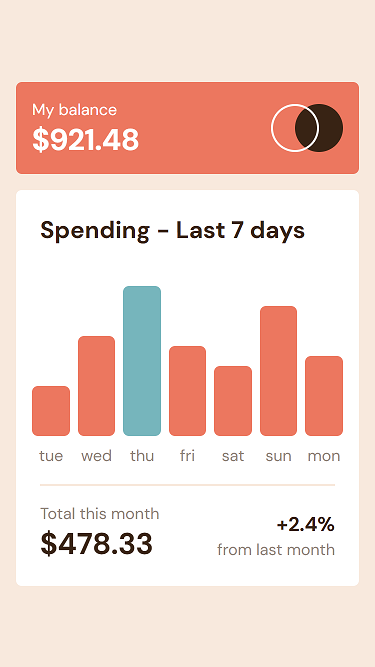 My balance
$921.48
Spending - Last 7 days
tue wed thu fri sat sun mon
Total this month
$478.33
+2.4%
from last month